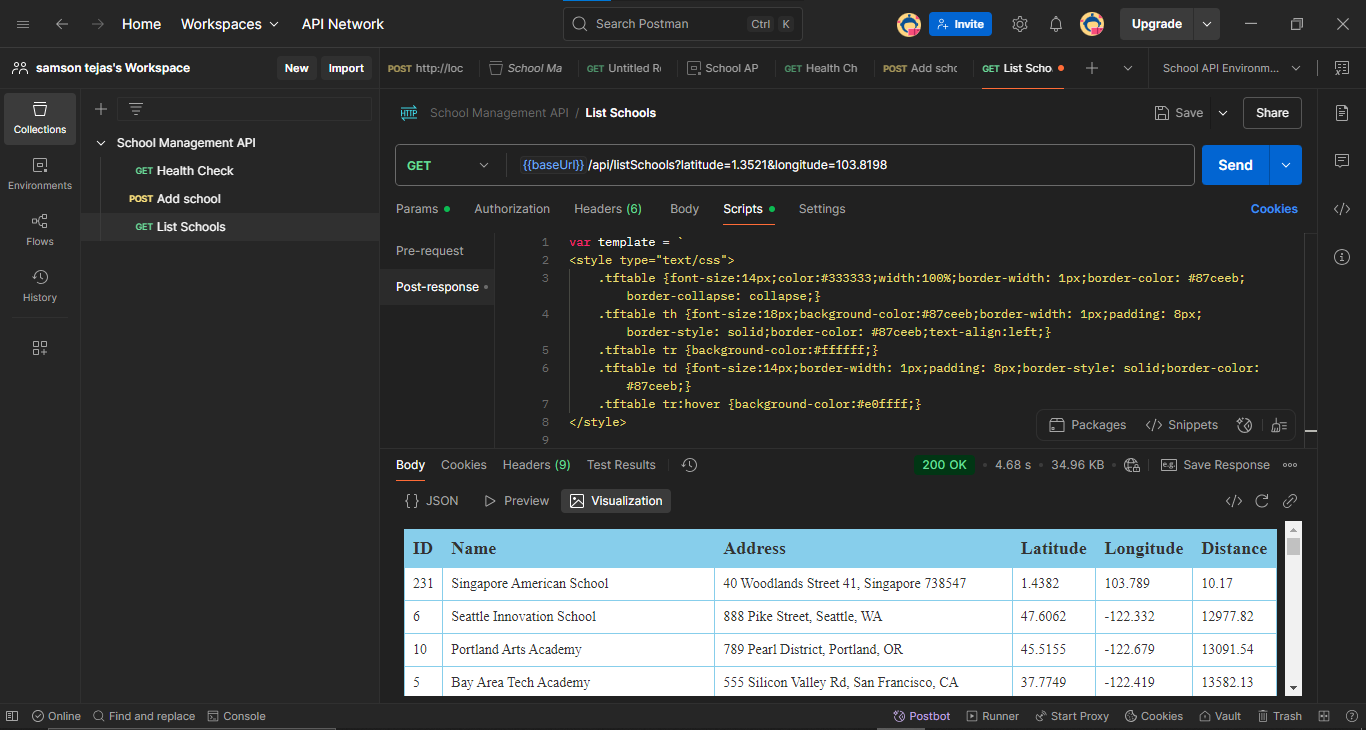 Home Workspaces API Network Search Postman Ctrl K Invite Upgrade
samson tejas's Workspace New Import POST http://loc School Ma GET Untitled Re School AP GET Health Ch POST Add scho GET List Scho School API Environm...
Collections
Environments
Flows
History
School Management API
GET Health Check
POST Add school
GET List Schools
HTTP School Management API / List Schools Save Share
GET {{baseUrl}} /api/listSchools?latitude=1.3521&longitude=103.8198 Send
Params Authorization Headers (6) Body Scripts Settings Cookies
Pre-request
Post-response
1 var template = `
2 <style type="text/css">
3 .tftable {font-size:14px;color:#333333;width:100%;border-width: 1px;border-color: #87ceeb;
border-collapse: collapse;}
4 .tftable th {font-size:18px;background-color:#87ceeb;border-width: 1px;padding: 8px;
border-style: solid;border-color: #87ceeb;text-align:left;}
5 .tftable tr {background-color:#ffffff;}
6 .tftable td {font-size:14px;border-width: 1px;padding: 8px;border-style: solid;border-color:
#87ceeb;}
7 .tftable tr:hover {background-color:#e0ffff;}
8 </style>
9
Packages </> Snippets
Body Cookies Headers (9) Test Results 200 OK 4.68 s 34.96 KB e.g. Save Response
{} JSON Preview Visualization
ID Name Address Latitude Longitude Distance
231 Singapore American School 40 Woodlands Street 41, Singapore 738547 1.4382 103.789 10.17
6 Seattle Innovation School 888 Pike Street, Seattle, WA 47.6062 -122.332 12977.82
10 Portland Arts Academy 789 Pearl District, Portland, OR 45.5155 -122.679 13091.54
5 Bay Area Tech Academy 555 Silicon Valley Rd, San Francisco, CA 37.7749 -122.419 13582.13
Online Find and replace Console Postbot Runner Start Proxy Cookies Vault Trash